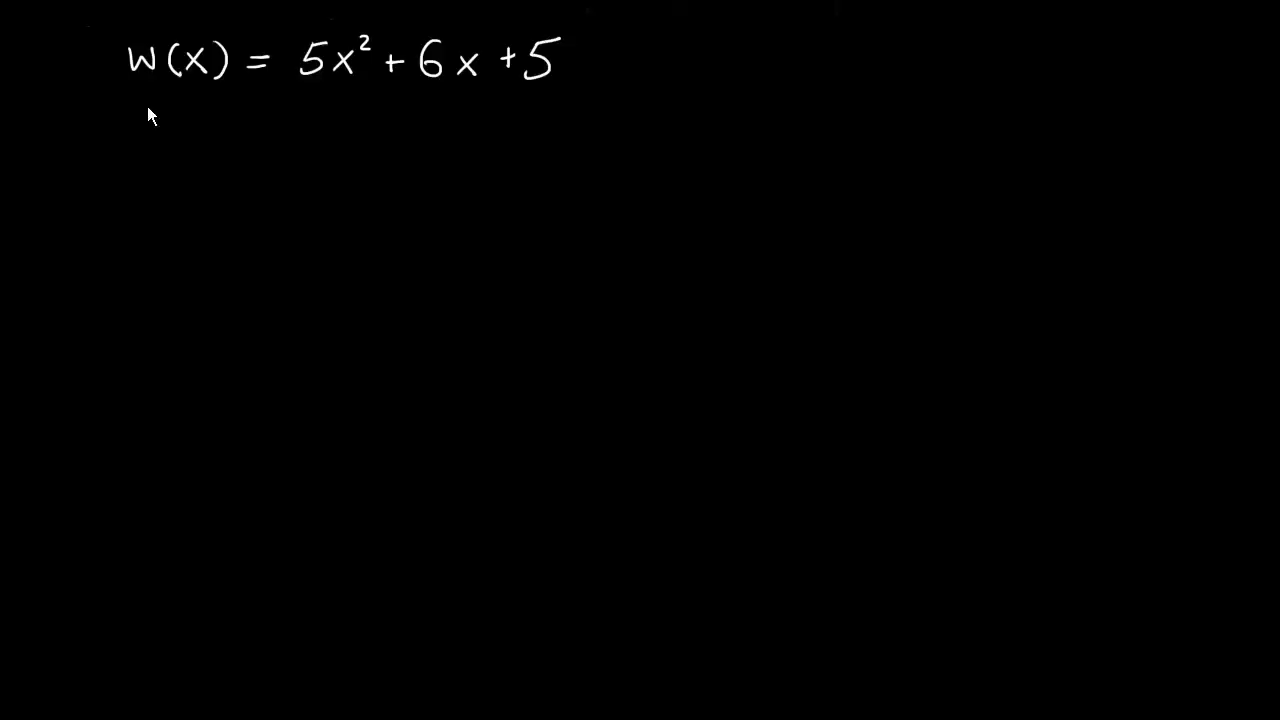 w(x) = 5x² + 6x + 5